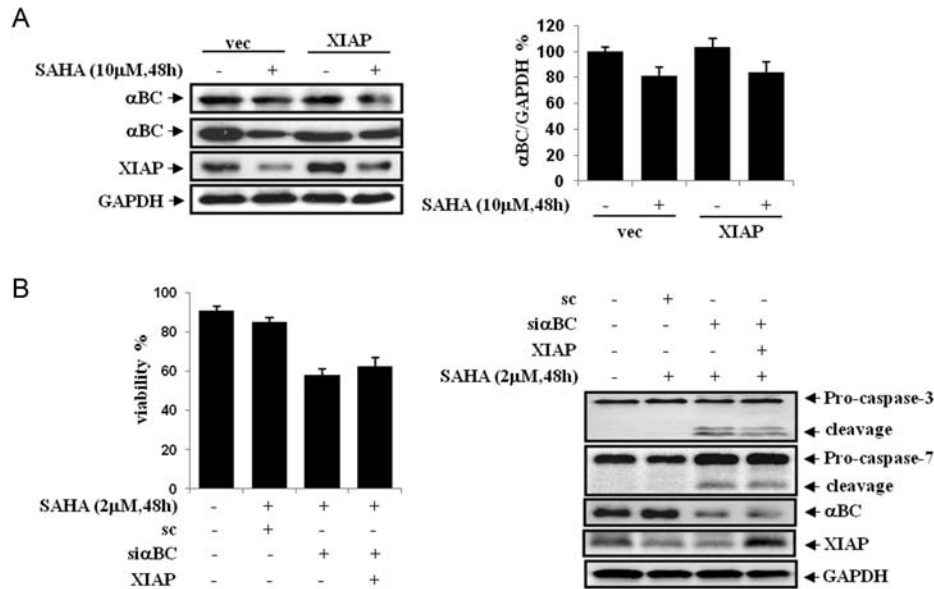 A
vec XIAP
SAHA (10μM,48h) - + - +
αBC
αBC
XIAP
GAPDH
αBC/GAPDH %
120
100
80
60
40
20
0
SAHA (10μM,48h) - + - +
vec XIAP
B
viability %
100
80
60
40
20
0
SAHA (2μM,48h) - + + +
sc - + - -
siαBC - - + +
XIAP - - - +
sc - + - -
siαBC - - + +
XIAP - - - +
SAHA (2μM,48h) - + + +
Pro-caspase-3
cleavage
Pro-caspase-7
cleavage
αBC
XIAP
GAPDH